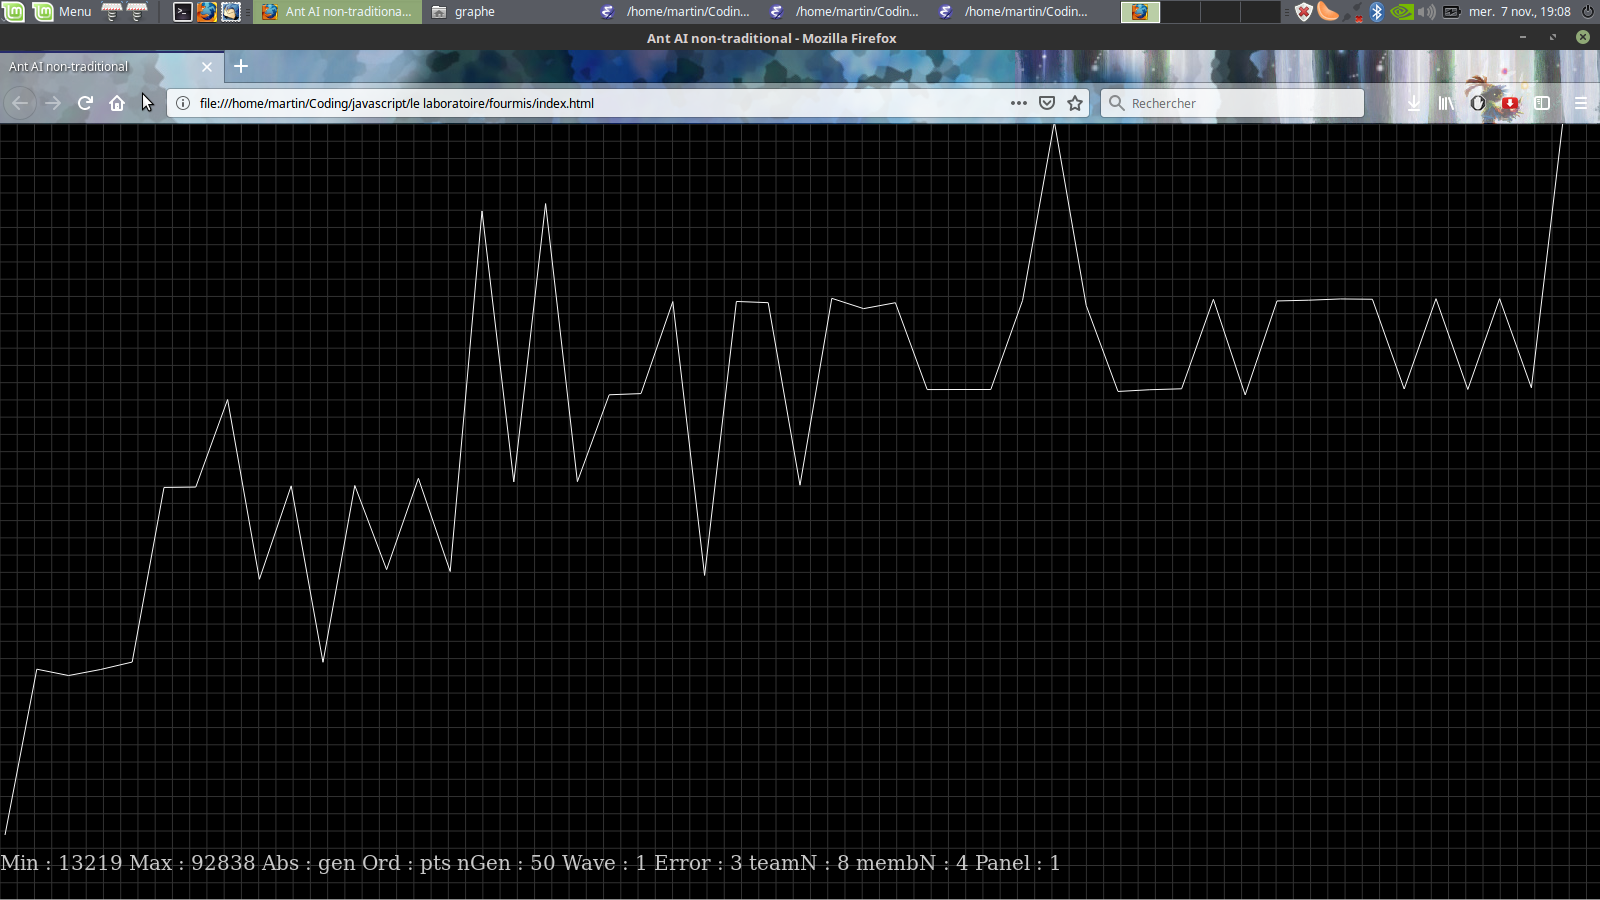 Menu Ant AI non-traditiona... graphe /home/martin/Codin... /home/martin/Codin... /home/martin/Codin... mer. 7 nov., 19:08
Ant AI non-traditional - Mozilla Firefox
Ant AI non-traditional
file:///home/martin/Coding/javascript/le laboratoire/fourmis/index.html Rechercher
Min : 13219 Max : 92838 Abs : gen Ord : pts nGen : 50 Wave : 1 Error : 3 teamN : 8 membN : 4 Panel : 1